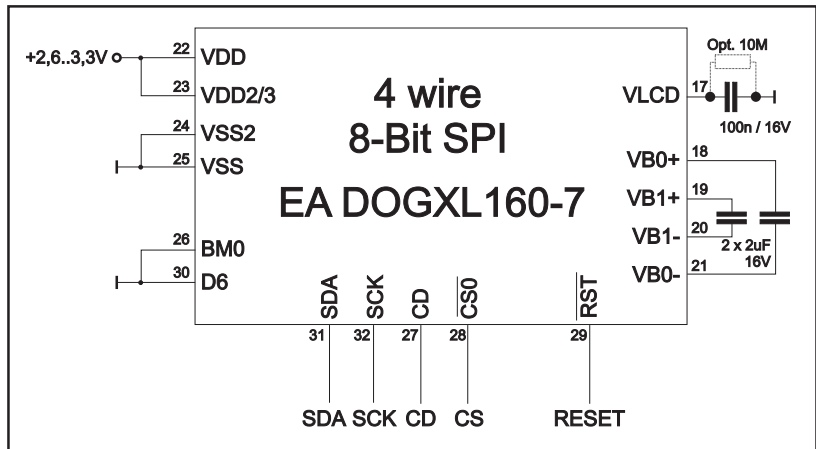 +2,6..3,3V
22 VDD
23 VDD2/3
24 VSS2
25 VSS
26 BM0
30 D6
4 wire
8-Bit SPI
EA DOGXL160-7
VLCD 17
Opt. 10M
100n / 16V
VB0+ 18
VB1+ 19
VB1- 20
VB0- 21
2 x 2uF
16V
SDA SCK CD CS0 RST
31 32 27 28 29
SDA SCK CD CS RESET